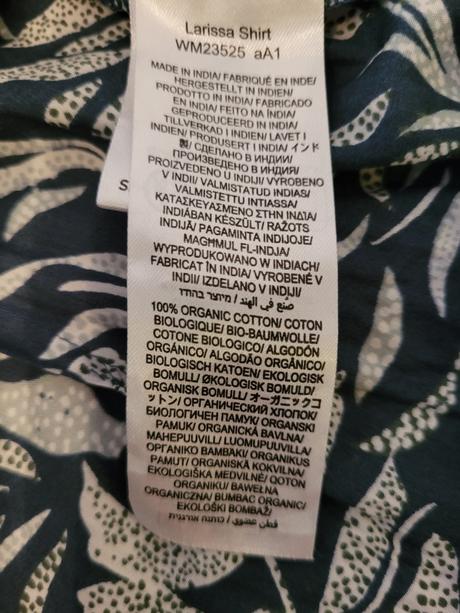 Larissa Shirt
WM23525 aA1
MADE IN INDIA/ FABRIQUÉ EN INDE/
HERGESTELLT IN INDIEN/
PRODOTTO IN INDIA/ FABRICADO
EN INDIA/ FEITO NA ÍNDIA/
GEPRODUCEERD IN INDIA/
TILLVERKAD I INDIEN/ LAVET I
INDIEN/ PRODUSERT I INDIA/ インド
製/ СДЕЛАНО В ИНДИИ/
ПРОИЗВЕДЕНО В ИНДИЯ/
PROIZVEDENO U INDIJI/ VYROBENO
V INDII/ VALMISTATUD INDIAS/
VALMISTETTU INTIASSA/
ΚΑΤΑΣΚΕΥΑΣΜΕΝΟ ΣΤΗΝ ΙΝΔΙΑ/
INDIÁBAN KÉSZÜLT/ RAŽOTS
INDIJĀ/ PAGAMINTA INDIJOJE/
MAGĦMUL FL-INDJA/
WYPRODUKOWANO W INDIACH/
FABRICAT ÎN INDIA/ VYROBENÉ V
INDII/ IZDELANO V INDIJI/
صنع في الهند / מיוצר בהודו
100% ORGANIC COTTON/ COTON
BIOLOGIQUE/ BIO-BAUMWOLLE/
COTONE BIOLOGICO/ ALGODÓN
ORGÁNICO/ ALGODÃO ORGÂNICO/
BIOLOGISCH KATOEN/ EKOLOGISK
BOMULL/ ØKOLOGISK BOMULD/
ORGANISK BOMULL/ オーガニックコ
ットン/ ОРГАНИЧЕСКИЙ ХЛОПОК/
БИОЛОГИЧЕН ПАМУК/ ORGANSKI
PAMUK/ ORGANICKÁ BAVLNA/
MAHEPUUVILL/ LUOMUPUUVILLA/
ΟΡΓΑΝΙΚΟ ΒΑΜΒΑΚΙ/ ORGANIKUS
PAMUT/ ORGANISKĀ KOKVILNA/
EKOLOGIŠKA MEDVILNĖ/ QOTON
ORGANIKU/ BAWEŁNA
ORGANICZNA/ BUMBAC ORGANIC/
EKOLOŠKI BOMBAŽ/
قطن عضوي / כותנה אורגנית
S